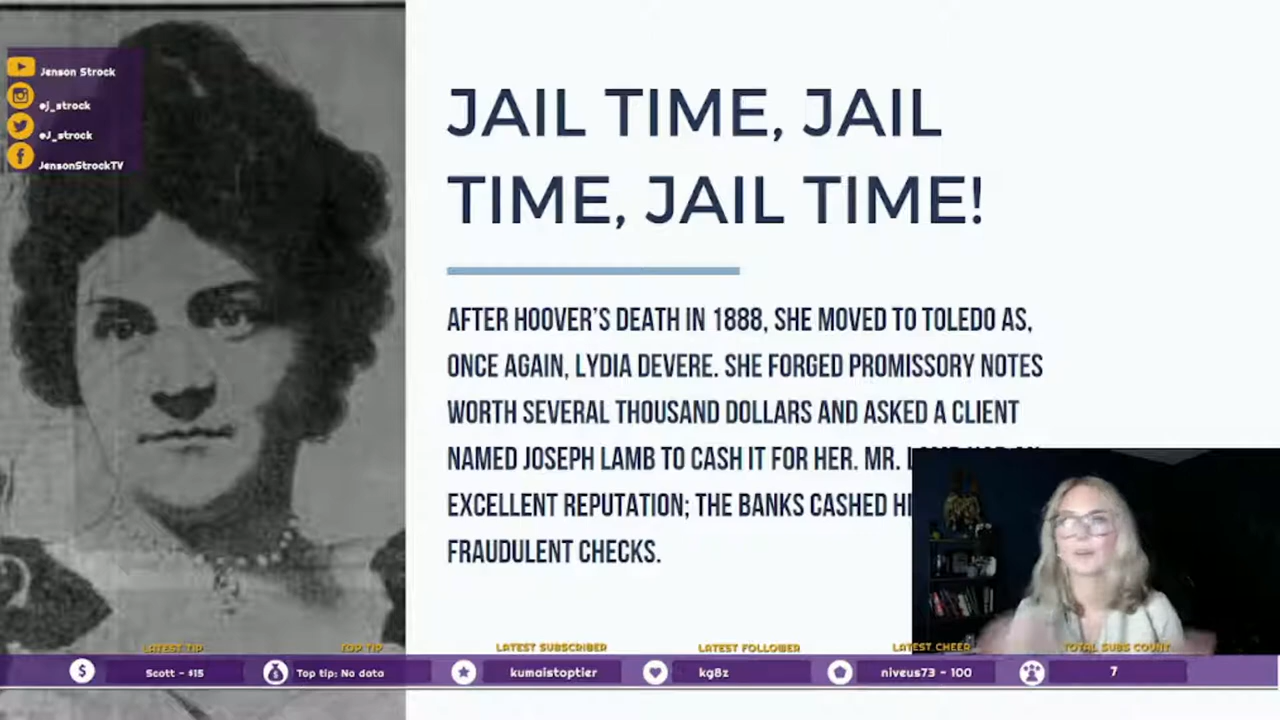 Jenson Strock
@j_strock
@J_strock
JensonStrockTV
JAIL TIME, JAIL
TIME, JAIL TIME!
AFTER HOOVER'S DEATH IN 1888, SHE MOVED TO TOLEDO AS,
ONCE AGAIN, LYDIA DEVERE. SHE FORGED PROMISSORY NOTES
WORTH SEVERAL THOUSAND DOLLARS AND ASKED A CLIENT
NAMED JOSEPH LAMB TO CASH IT FOR HER. MR.
EXCELLENT REPUTATION; THE BANKS CASHED
FRAUDULENT CHECKS.
LATEST TIP
Scott - $15
TOP TIP
Top tip: No data
LATEST SUBSCRIBER
kumaistoptier
LATEST FOLLOWER
kg8z
LATEST CHEER
niveus73 - 100
TOTAL SUBS COUNT
7